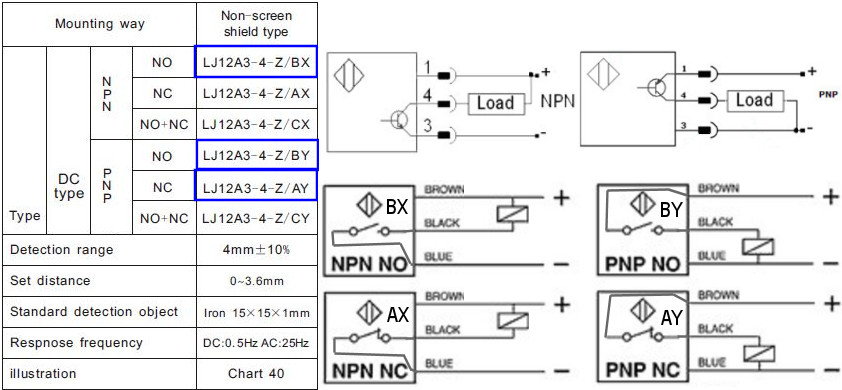 Mounting way
Non-screen
shield type
Type
DC
type
N
P
N
NO
LJ12A3-4-Z/BX
NC
LJ12A3-4-Z/AX
NO+NC
LJ12A3-4-Z/CX
P
N
P
NO
LJ12A3-4-Z/BY
NC
LJ12A3-4-Z/AY
NO+NC
LJ12A3-4-Z/CY
Detection range
4mm±10%
Set distance
0~3.6mm
Standard detection object
Iron 15×15×1mm
Respnose frequency
DC:0.5Hz AC:25Hz
illustration
Chart 40
1
+
4
Load
NPN
3
-
1
+
4
Load
PNP
3
-
BROWN
+
BX
BLACK
BLUE
-
NPN NO
BROWN
+
BY
BLACK
BLUE
-
PNP NO
BROWN
+
AX
BLACK
BLUE
-
NPN NC
BROWN
+
AY
BLACK
BLUE
-
PNP NC